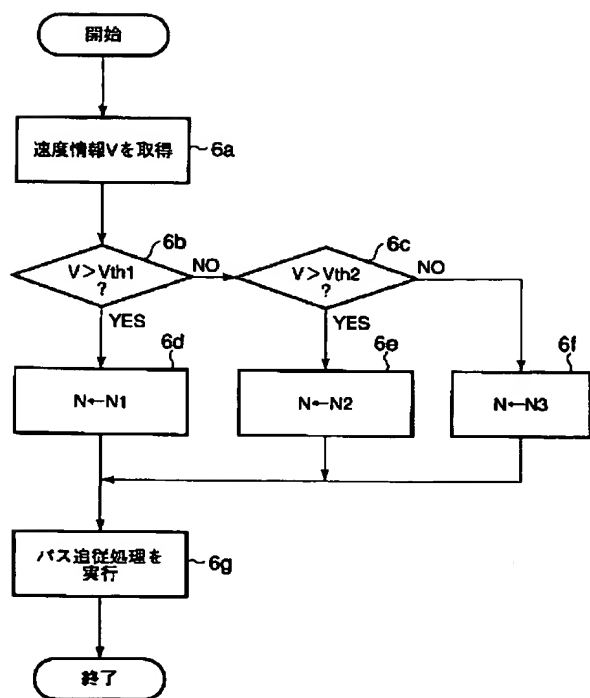 開始
速度情報Vを取得
6a
6b
V>Vth1
?
NO
YES
6c
V>Vth2
?
NO
YES
6d
N←N1
6e
N←N2
6f
N←N3
パス追従処理を
実行
6g
終了